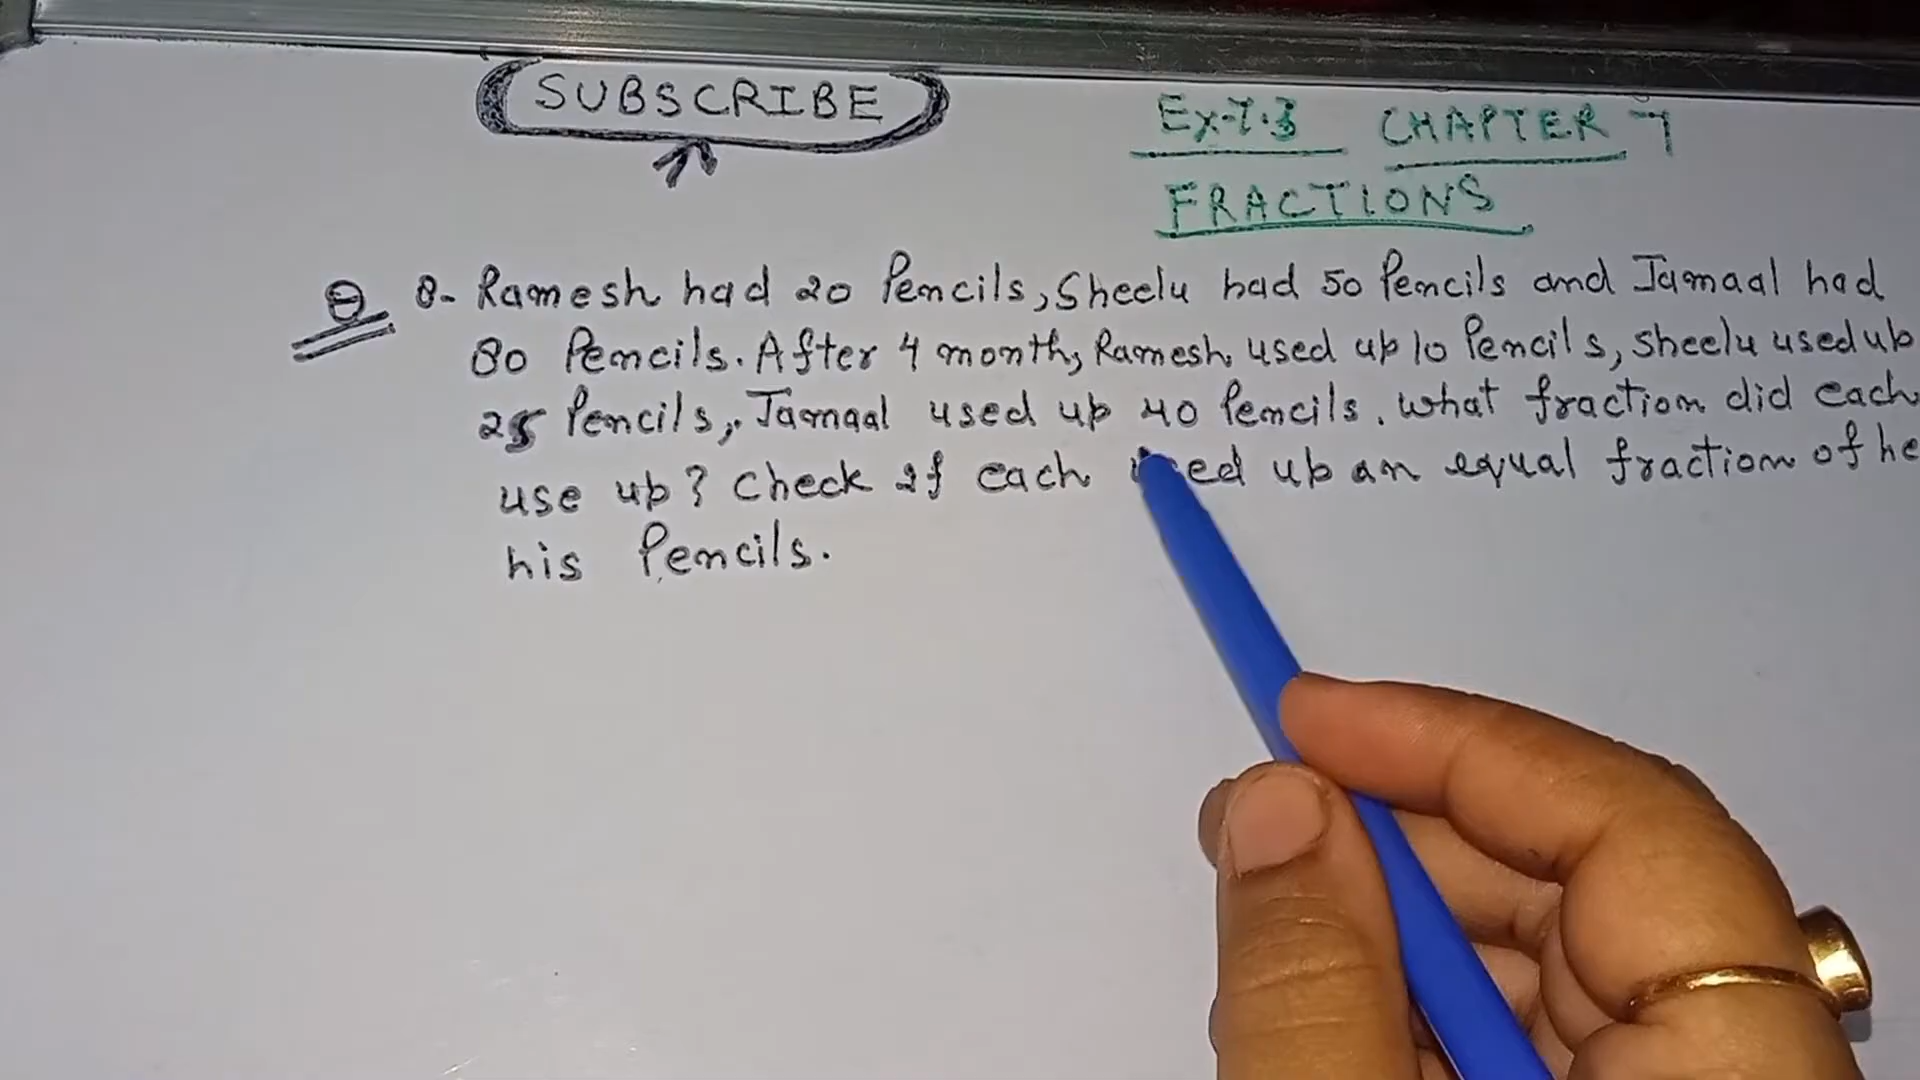 SUBSCRIBE
Ex-7.3 CHAPTER 7
FRACTIONS
Q 8- Ramesh had 20 Pencils, Sheelu had 50 Pencils and Jamaal had
80 Pencils. After 4 month, Ramesh used up 10 Pencils, Sheelu used up
25 Pencils, Jamaal used up 40 Pencils. What fraction did each
use up? Check If each used up an equal fraction of he
his Pencils.